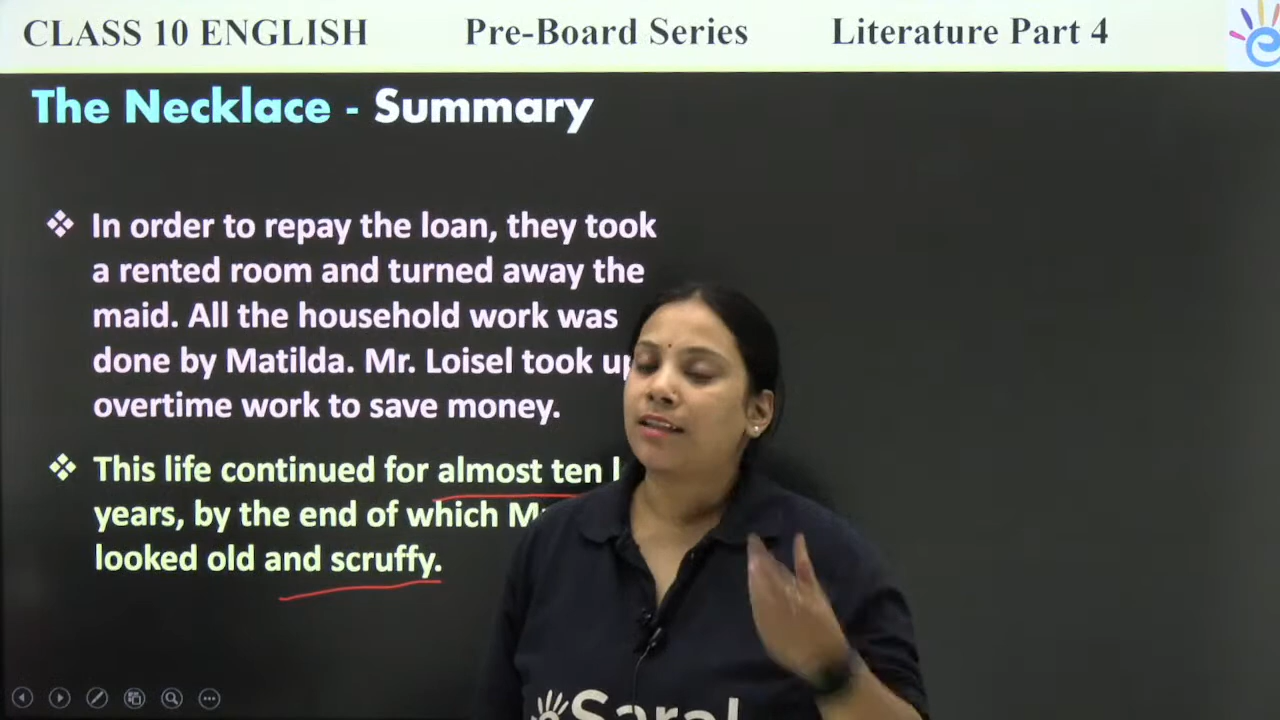 CLASS 10 ENGLISH Pre-Board Series Literature Part 4
The Necklace - Summary
❖ In order to repay the loan, they took
a rented room and turned away the
maid. All the household work was
done by Matilda. Mr. Loisel took up
overtime work to save money.
❖ This life continued for almost ten
years, by the end of which
looked old and scruffy.
Saral